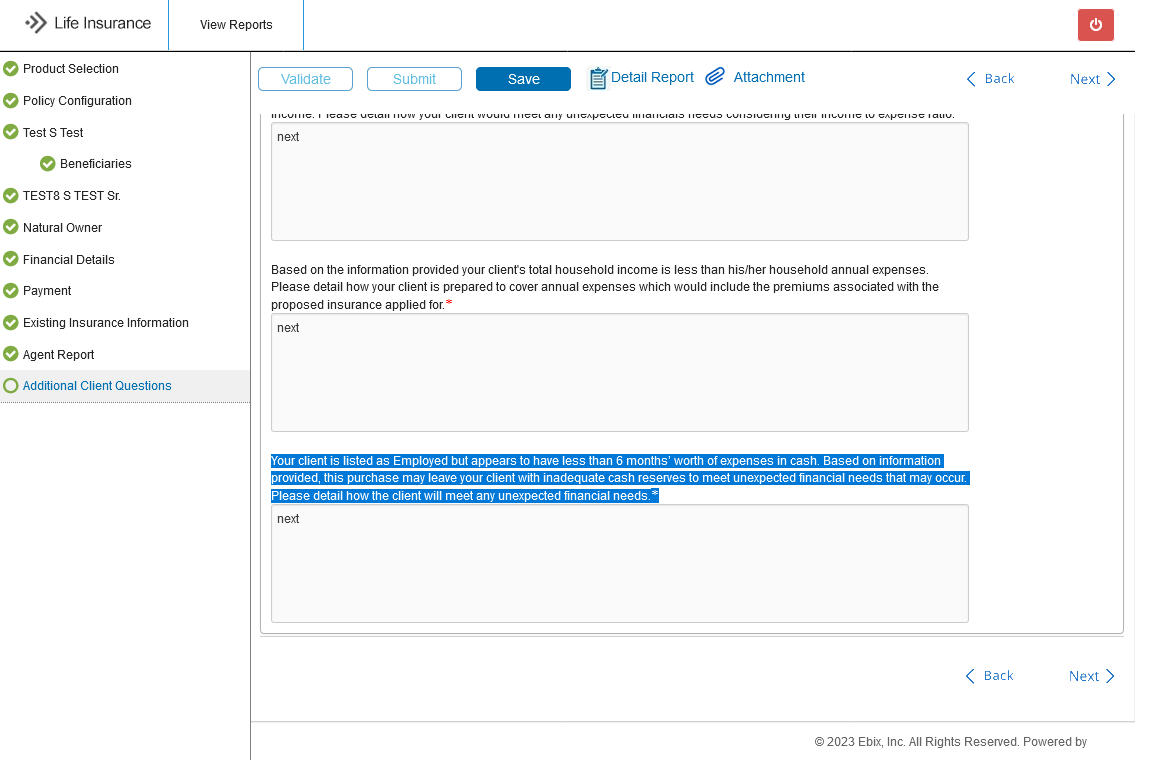 Life Insurance
View Reports
Product Selection
Policy Configuration
Test S Test
Beneficiaries
TEST8 S TEST Sr.
Natural Owner
Financial Details
Payment
Existing Insurance Information
Agent Report
Additional Client Questions
Validate
Submit
Save
Detail Report
Attachment
Back
Next
income. Please detail how your client would meet any unexpected financials needs considering their income to expense ratio.
next
Based on the information provided your client's total household income is less than his/her household annual expenses.
Please detail how your client is prepared to cover annual expenses which would include the premiums associated with the
proposed insurance applied for.*
next
Your client is listed as Employed but appears to have less than 6 months' worth of expenses in cash. Based on information
provided, this purchase may leave your client with inadequate cash reserves to meet unexpected financial needs that may occur.
Please detail how the client will meet any unexpected financial needs.*
next
Back
Next
© 2023 Ebix, Inc. All Rights Reserved. Powered by